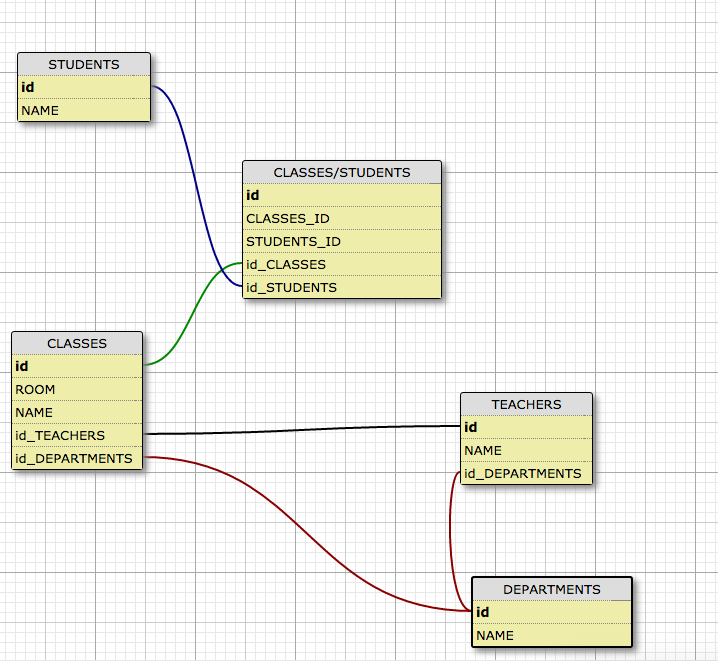 STUDENTS
id
NAME
CLASSES/STUDENTS
id
CLASSES_ID
STUDENTS_ID
id_CLASSES
id_STUDENTS
CLASSES
id
ROOM
NAME
id_TEACHERS
id_DEPARTMENTS
TEACHERS
id
NAME
id_DEPARTMENTS
DEPARTMENTS
id
NAME